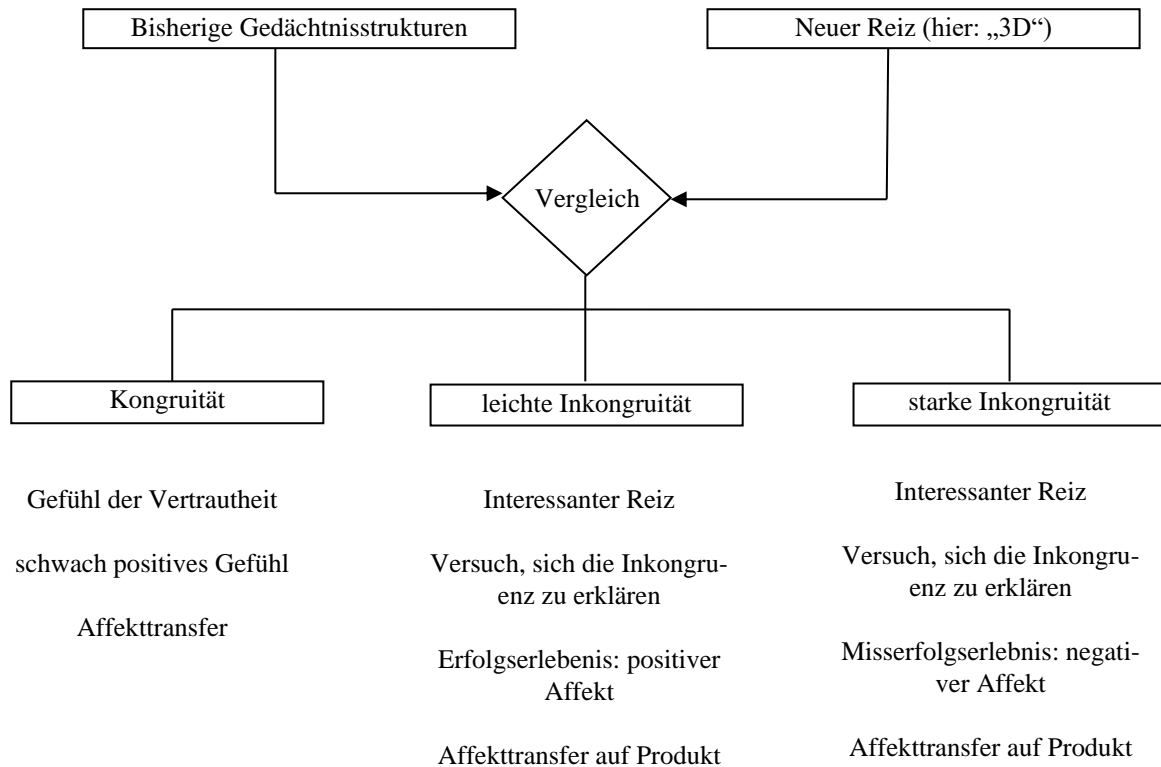 Bisherige Gedächtnisstrukturen
Neuer Reiz (hier: „3D“)
Vergleich
Kongruität
leichte Inkongruität
starke Inkongruität
Gefühl der Vertrautheit
schwach positives Gefühl
Affekttransfer
Interessanter Reiz
Versuch, sich die Inkongru-
enz zu erklären
Erfolgserlebenis: positiver
Affekt
Affekttransfer auf Produkt
Interessanter Reiz
Versuch, sich die Inkongru-
enz zu erklären
Misserfolgserlebnis: negati-
ver Affekt
Affekttransfer auf Produkt